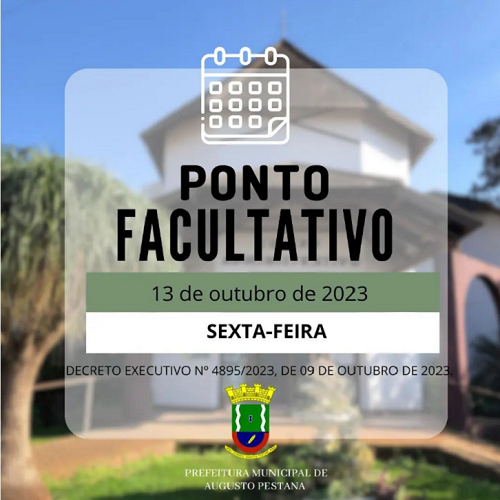 PONTO
FACULTATIVO
13 de outubro de 2023
SEXTA-FEIRA
DECRETO EXECUTIVO Nº 4895/2023, DE 09 DE OUTUBRO DE 2023.
PREFEITURA MUNICIPAL DE
AUGUSTO PESTANA